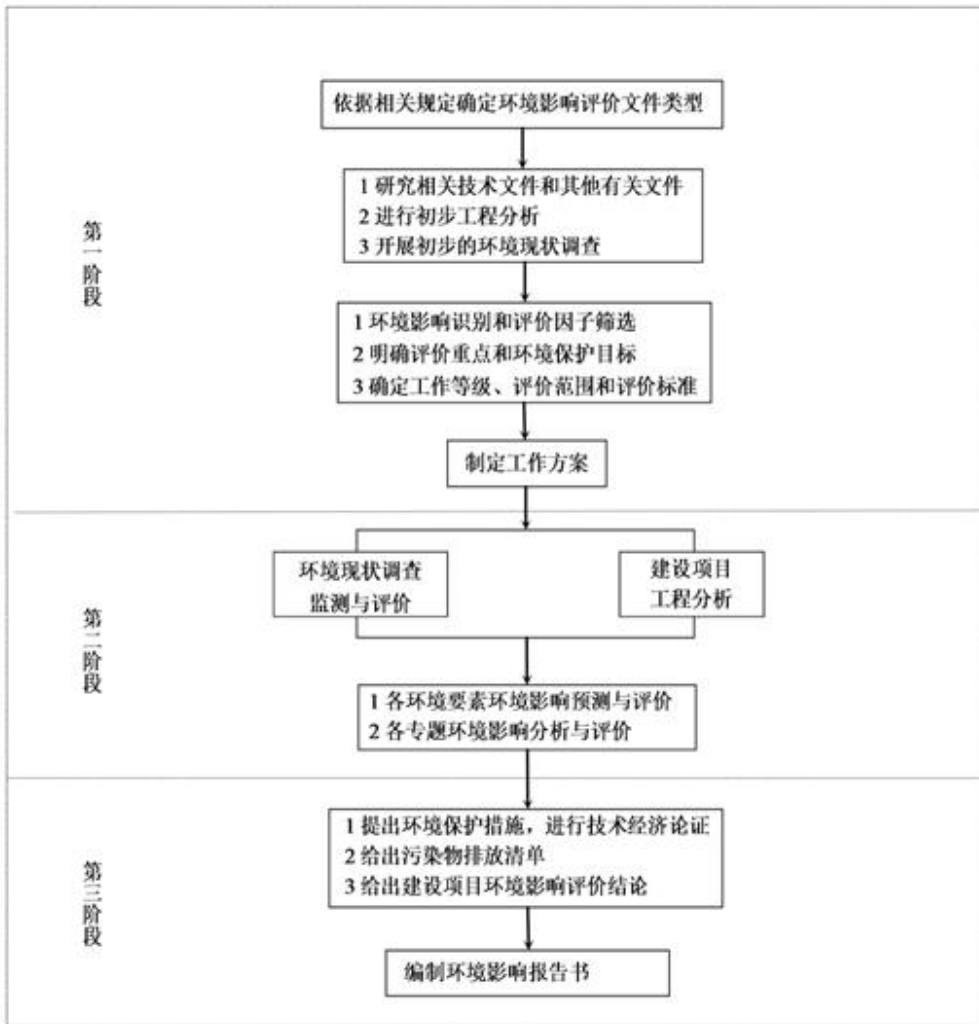 依据相关规定确定环境影响评价文件类型
1 研究相关技术文件和其他有关文件
2 进行初步工程分析
3 开展初步的环境现状调查
第一阶段
1 环境影响识别和评价因子筛选
2 明确评价重点和环境保护目标
3 确定工作等级、评价范围和评价标准
制定工作方案
环境现状调查
监测与评价
建设项目
工程分析
第二阶段
1 各环境要素环境影响预测与评价
2 各专题环境影响分析与评价
1 提出环境保护措施，进行技术经济论证
2 给出污染物排放清单
3 给出建设项目环境影响评价结论
第三阶段
编制环境影响报告书